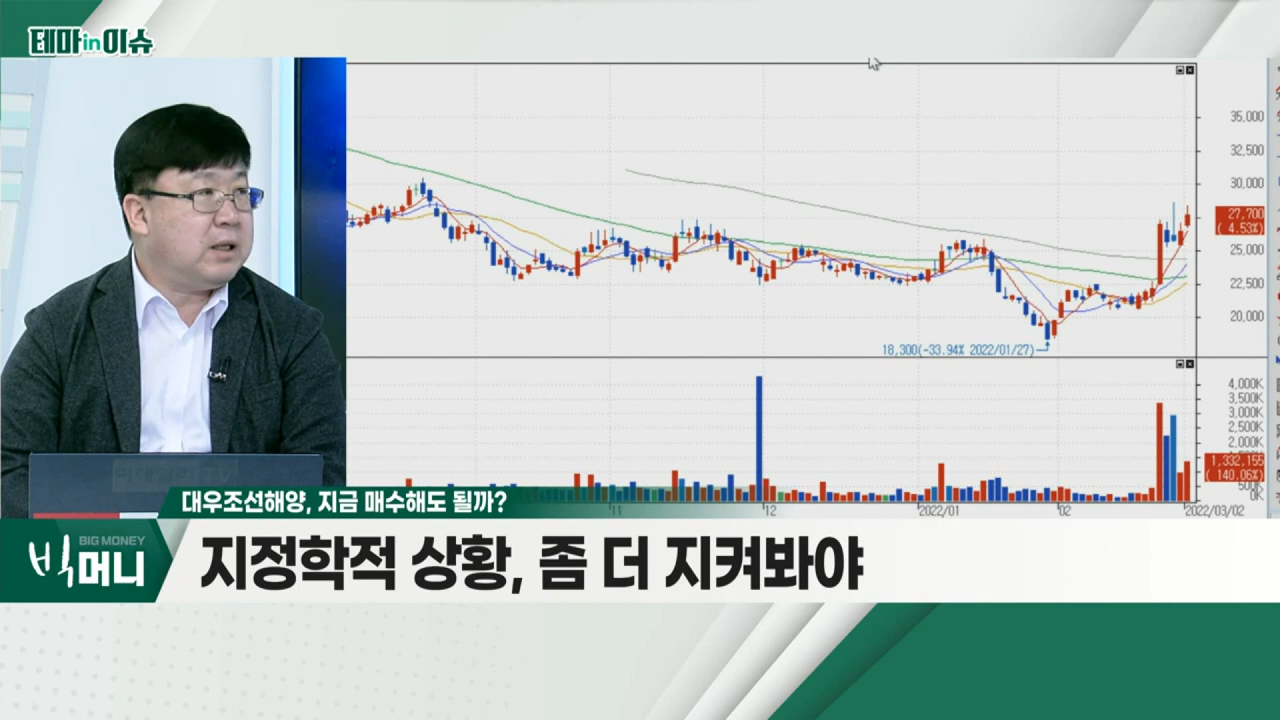 테마in이슈
35,000
32,500
30,000
27,700
( 4.53%)
25,000
22,500
20,000
18,300(-33.94% 2022/01/27)
4,000K
3,500K
3,000K
2,500K
2,000K
1,332,155
( 140.06%)
500K
0K
11
12
2022/01
02
2022/03/02
대우조선해양, 지금 매수해도 될까?
BIG MONEY
빅머니
지정학적 상황, 좀 더 지켜봐야